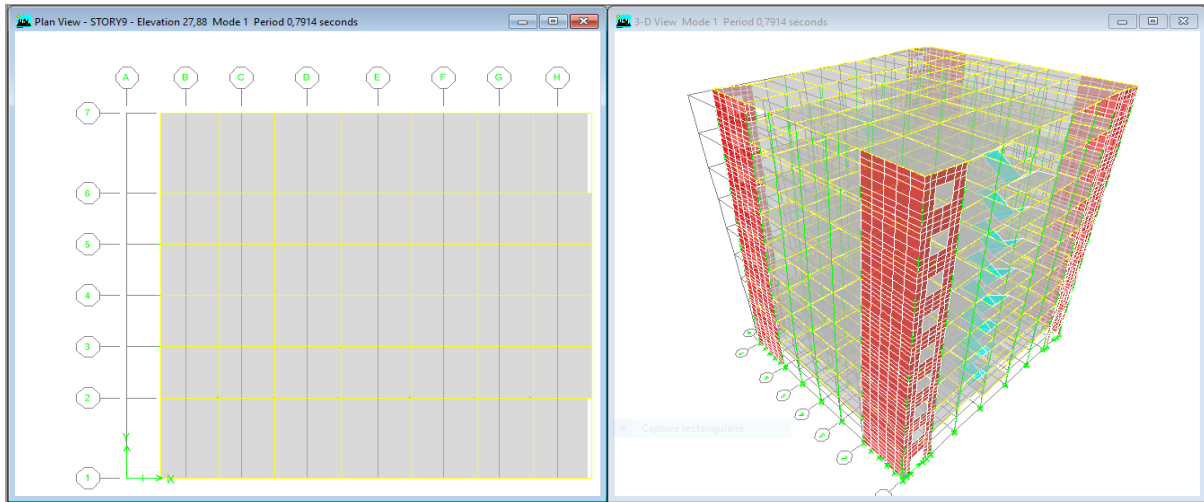 Plan View - STORY9 - Elevation 27,88 Mode 1 Period 0,7914 seconds
A B C D E F G H
7
6
5
4
3
2
1
Y
X
3-D View Mode 1 Period 0,7914 seconds
Capture rectangulaire